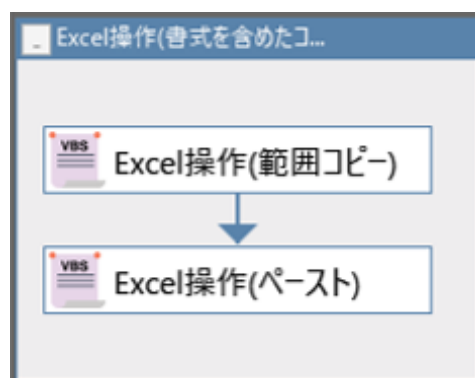 Excel操作(書式を含めたコ...
VBS
Excel操作(範囲コピー)
VBS
Excel操作(ペースト)